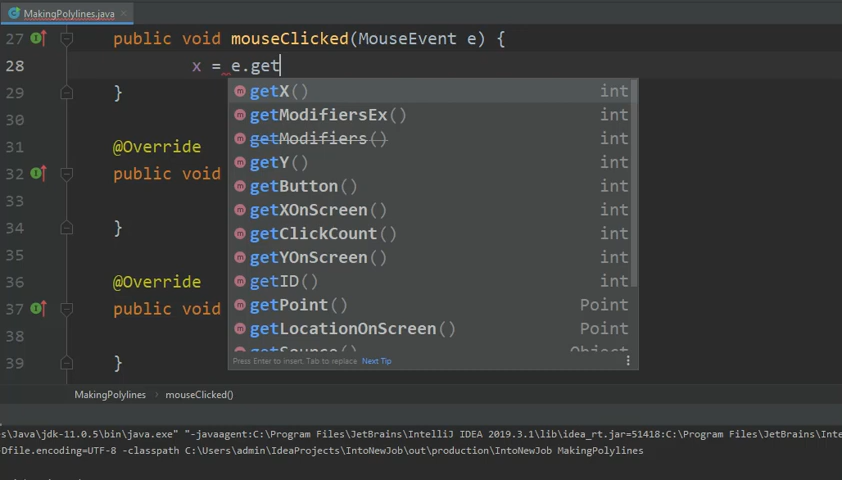 MakingPolylines.java
27 public void mouseClicked(MouseEvent e) {
28 x = e.get
getX() int
29 }
getModifiersEx() int
30
getModifiers() int
31 @Override
getY() int
32 public void
getButton() int
33
getXOnScreen() int
34 }
getClickCount() int
35
getYOnScreen() int
36 @Override
getID() int
37 public void
getPoint() Point
38
getLocationOnScreen() Point
getSource() Object
39 }
Press Enter to insert. Tab to replace Next Tip
MakingPolylines › mouseClicked()
s\Java\jdk-11.0.5\bin\java.exe" "-javaagent:C:\Program Files\JetBrains\IntelliJ IDEA 2019.3.1\lib\idea_rt.jar=51418:C:\Program Files\JetBrains\Inte
Dfile.encoding=UTF-8 -classpath C:\Users\admin\IdeaProjects\IntoNewJob\out\production\IntoNewJob MakingPolylines